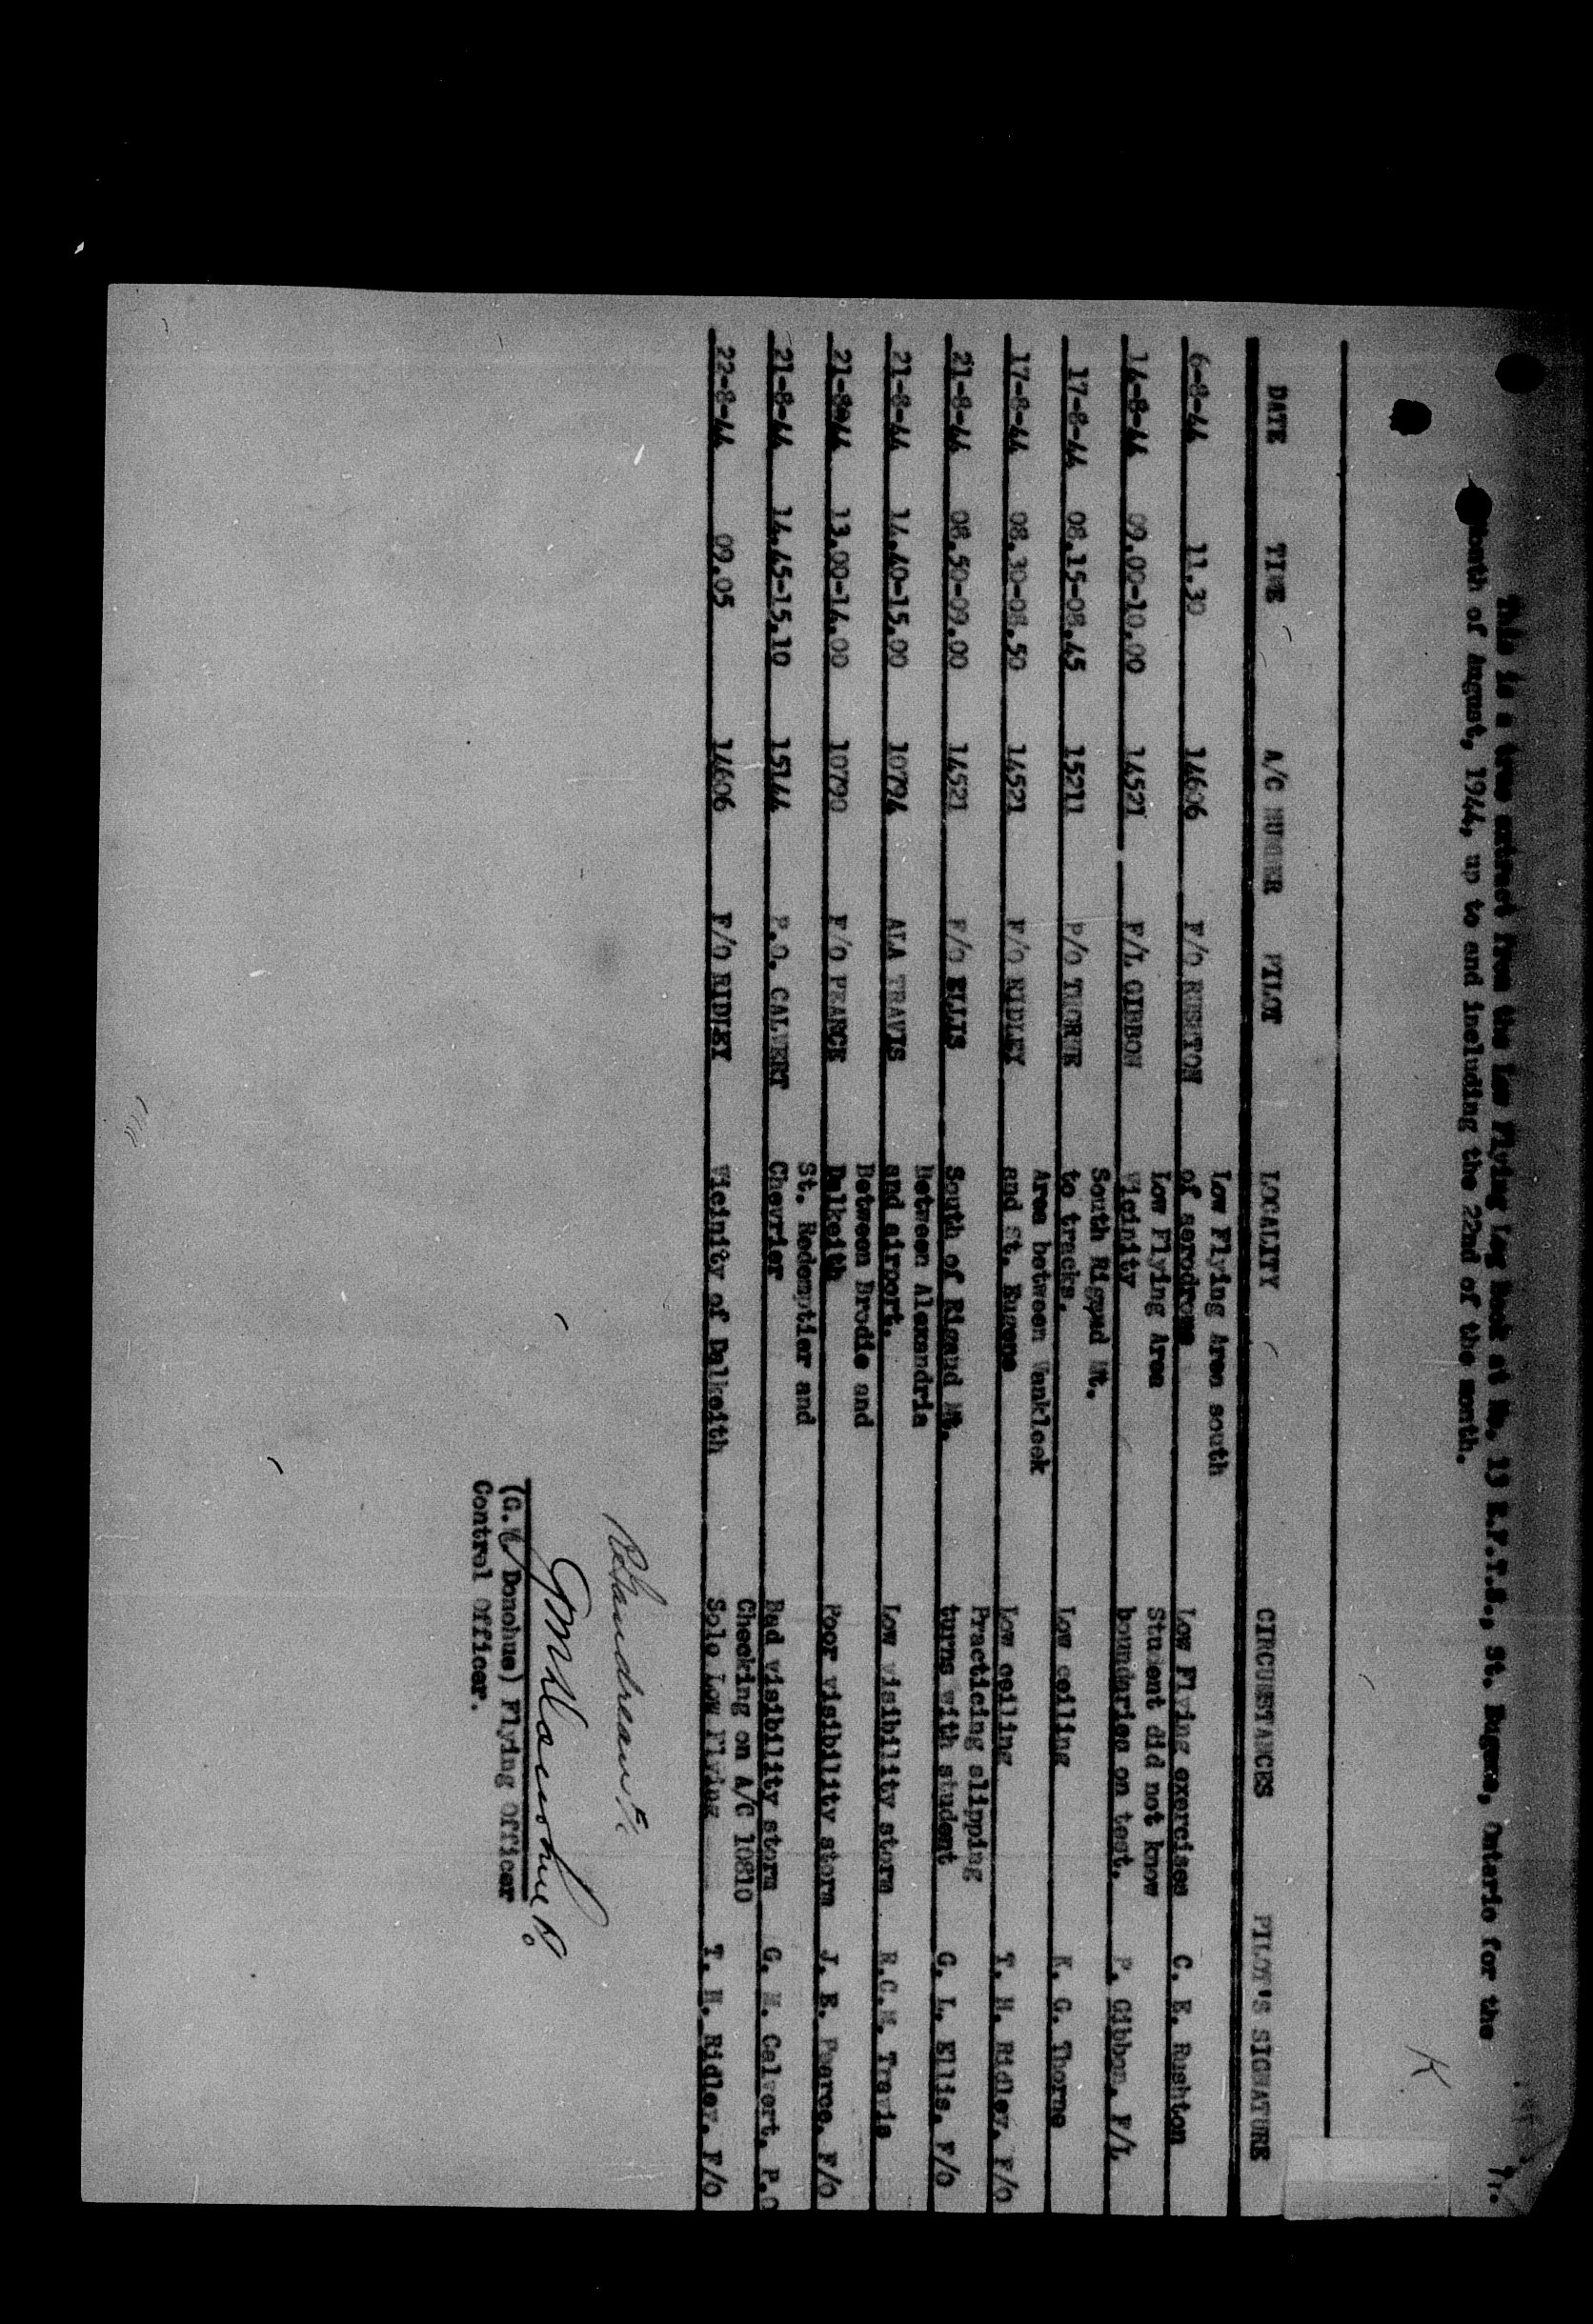 7.
This is a true extract from the Low Flying Log Book at No. 13 E.F.T.S., St. Eugene, Ontario for the
month of August, 1944, up to and including the 22nd of the month.
K
DATE TIME A/C NUMBER PILOT LOCALITY CIRCUMSTANCES PILOT'S SIGNATURE
Low Flying Area south
6-8-44 11.30 14606 F/O RUSHTON of aerodrome Low Flying exercises C. E. Rushton
Low Flying Area Student did not know
14-8-44 09.00-10.00 14521 F/L GIBBON vicinity boundaries on test. P. Gibbon, F/L
South Rigaud Mt.
17-8-44 08.15-08.45 15211 P/O THORNE to tracks. Low ceiling K. G. Thorne
Area between Vankleek
17-8-44 08.30-08.50 14521 F/O RIDLEY and St. Eugene Low ceiling T. H. Ridley, F/O
Practicing slipping
21-8-44 08.50-09.00 14521 F/O ELLIS South of Rigaud Mt. turns with student G. L. Ellis, F/O
Between Alexandria
21-8-44 14.40-15.00 10794 ALA TRAVIS and airport. Low visibility storm R.C.M. Travis
Between Brodie and
21-8-44 13.00-14.00 10790 F/O PEARCE Dalkeith Poor visibility storm J. E. Pearce, F/O
St. Redemptier and
21-8-44 14.45-15.10 15144 P.O. CALVERT Chevrier Bad visibility storm G. M. Calvert, P.O
Checking on A/C 10810
22-8-44 09.05 14606 F/O RIDLEY Vicinity of Dalkeith Solo Low Flying T. H. Ridley, F/O
(G. Donohue) Flying Officer
Control Officer.